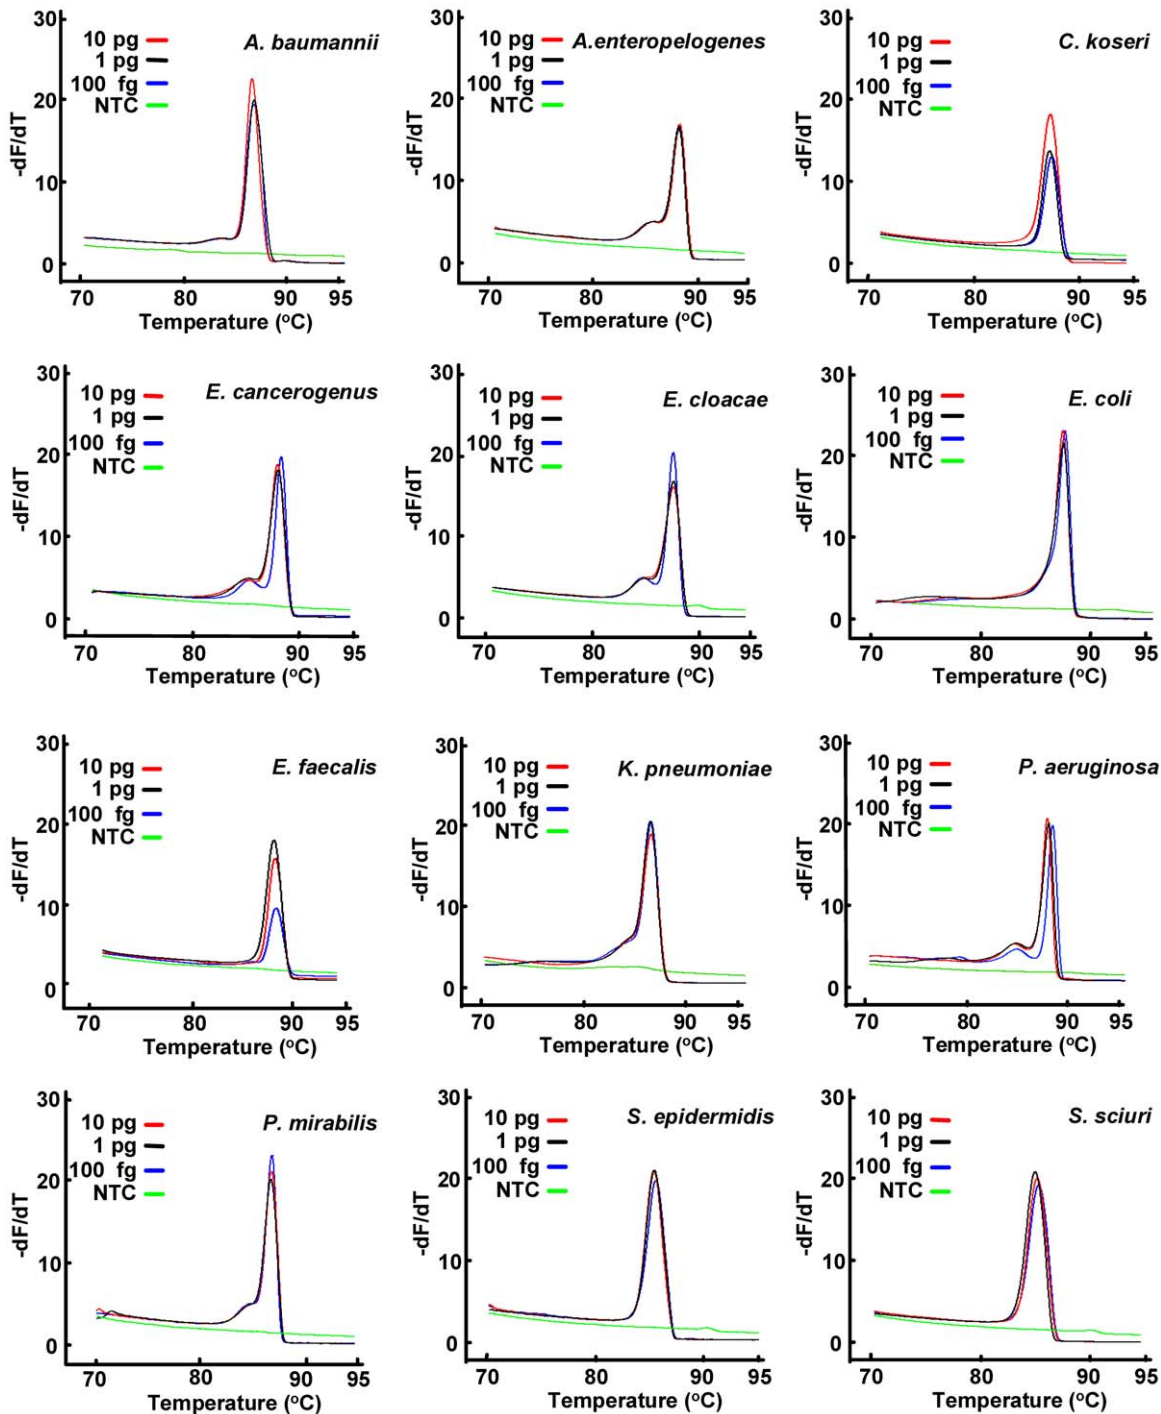 30
20
10
0
-dF/dT
10 pg
1 pg
100 fg
NTC
A. baumannii
70 80 90 95
Temperature (oC)
30
20
10
0
-dF/dT
10 pg
1 pg
100 fg
NTC
A.enteropelogenes
70 80 90 95
Temperature (oC)
30
20
10
0
-dF/dT
10 pg
1 pg
100 fg
NTC
C. koseri
70 80 90 95
Temperature (oC)
30
20
10
0
-dF/dT
10 pg
1 pg
100 fg
NTC
E. cancerogenus
70 80 90 95
Temperature (oC)
30
20
10
0
-dF/dT
10 pg
1 pg
100 fg
NTC
E. cloacae
70 80 90 95
Temperature (oC)
30
20
10
0
-dF/dT
10 pg
1 pg
100 fg
NTC
E. coli
70 80 90 95
Temperature (oC)
30
20
10
0
-dF/dT
10 pg
1 pg
100 fg
NTC
E. faecalis
70 80 90 95
Temperature (oC)
30
20
10
0
-dF/dT
10 pg
1 pg
100 fg
NTC
K. pneumoniae
70 80 90 95
Temperature (oC)
30
20
10
0
-dF/dT
10 pg
1 pg
100 fg
NTC
P. aeruginosa
70 80 90 95
Temperature (oC)
30
20
10
0
-dF/dT
10 pg
1 pg
100 fg
NTC
P. mirabilis
70 80 90 95
Temperature (oC)
30
20
10
0
-dF/dT
10 pg
1 pg
100 fg
NTC
S. epidermidis
70 80 90 95
Temperature (oC)
30
20
10
0
-dF/dT
10 pg
1 pg
100 fg
NTC
S. sciuri
70 80 90 95
Temperature (oC)